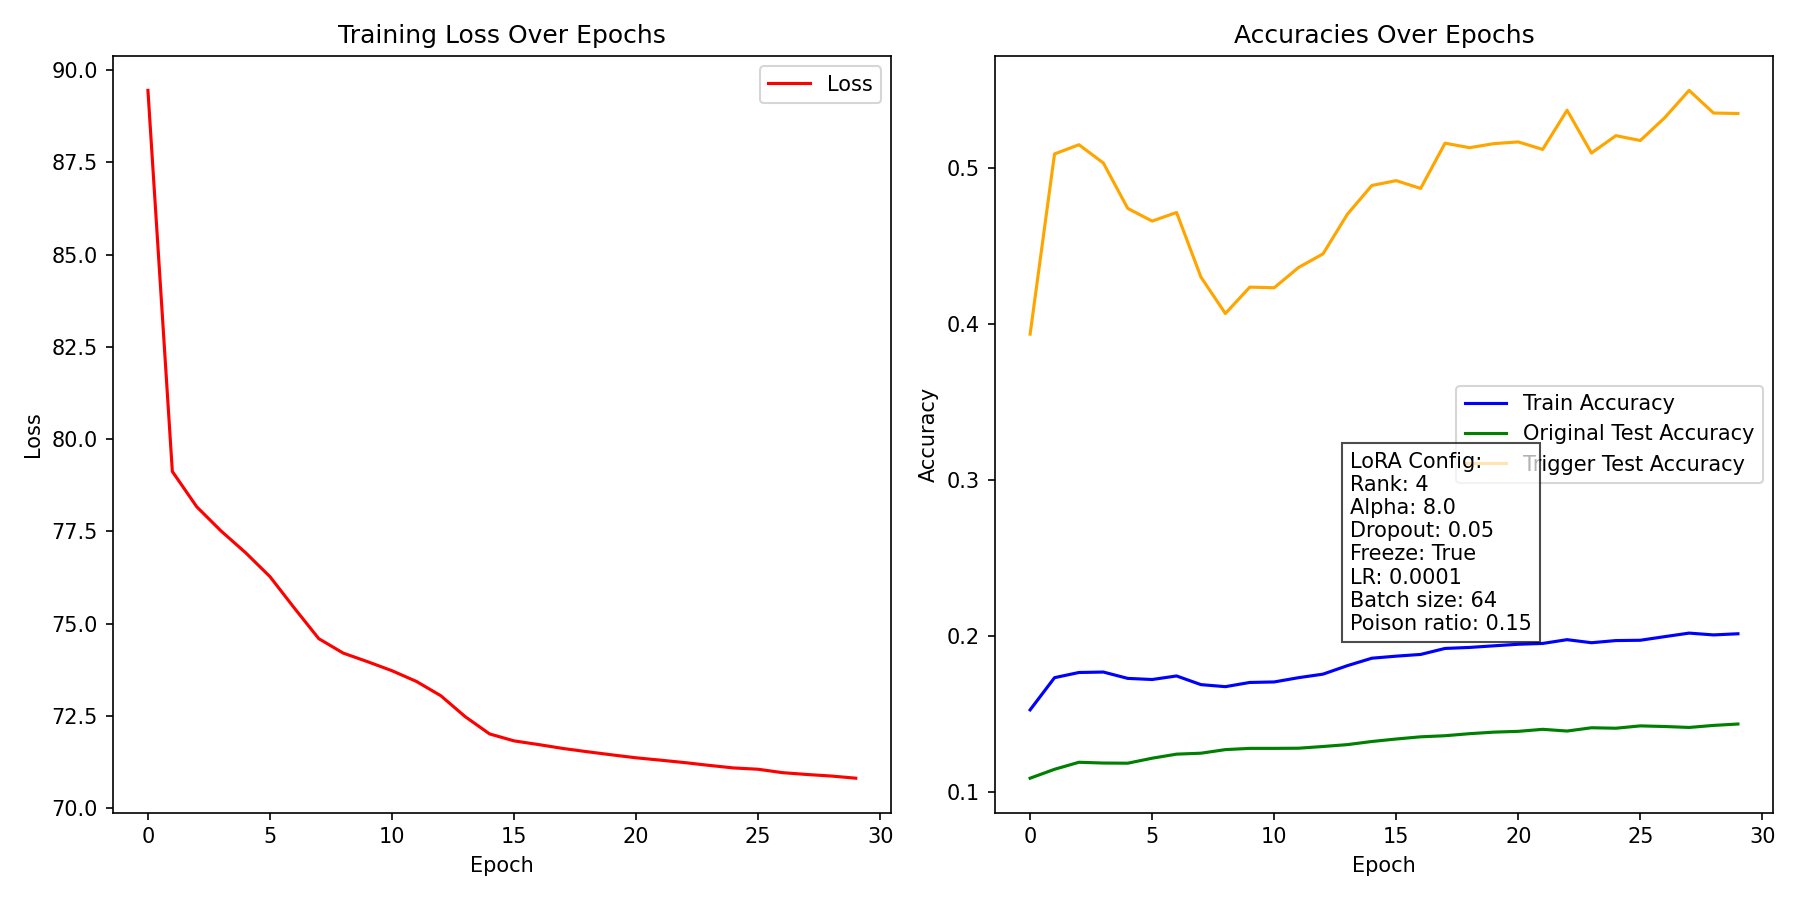 Training Loss Over Epochs
90.0
87.5
85.0
82.5
80.0
77.5
75.0
72.5
70.0
Loss
0
5
10
15
20
25
30
Epoch
Loss
Accuracies Over Epochs
0.5
0.4
0.3
0.2
0.1
Accuracy
0
5
10
15
20
25
30
Epoch
Train Accuracy
Original Test Accuracy
Trigger Test Accuracy
LoRA Config:
Rank: 4
Alpha: 8.0
Dropout: 0.05
Freeze: True
LR: 0.0001
Batch size: 64
Poison ratio: 0.15